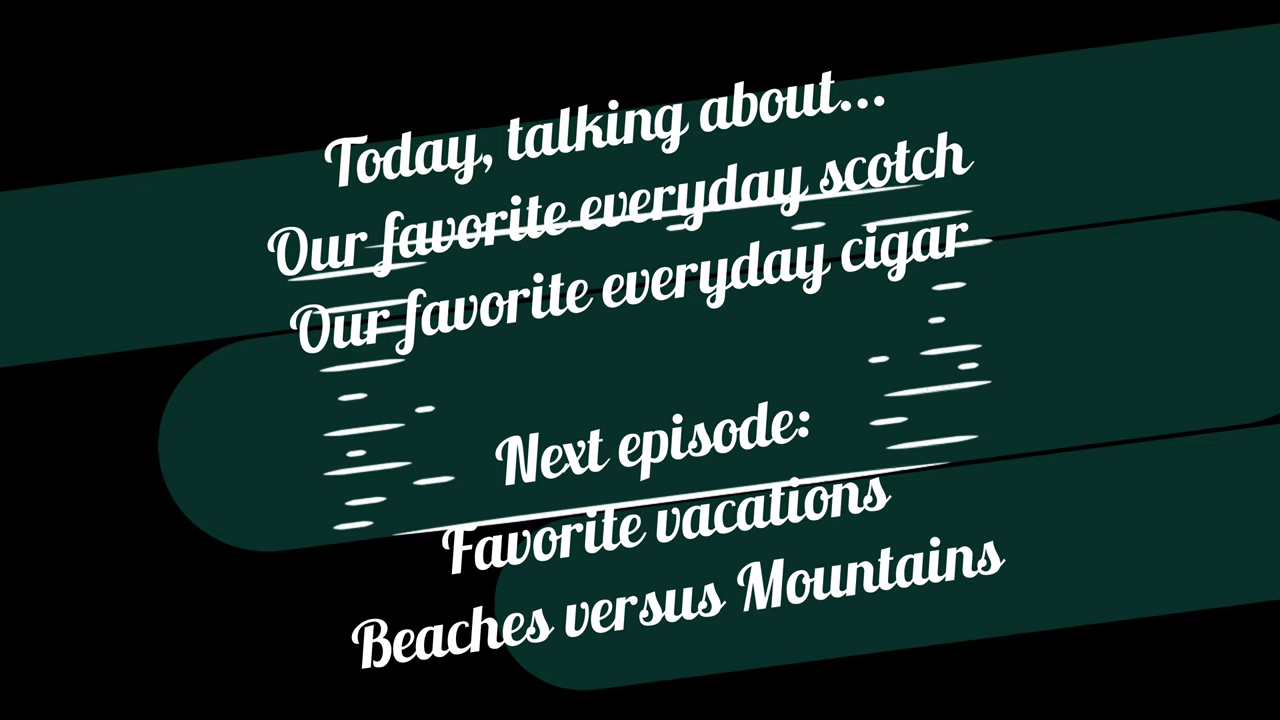 Today, talking about...
Our favorite everyday scotch
Our favorite everyday cigar
Next episode:
Favorite vacations
Beaches versus Mountains